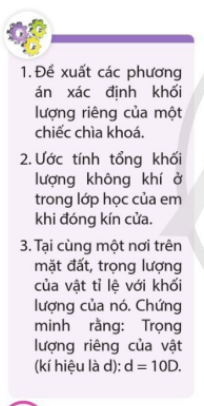 1. Đề xuất các phương
án xác định khối
lượng riêng của một
chiếc chìa khoá.
2. Ước tính tổng khối
lượng không khí ở
trong lớp học của em
khi đóng kín cửa.
3. Tại cùng một nơi trên
mặt đất, trọng lượng
của vật tỉ lệ với khối
lượng của nó. Chứng
minh rằng: Trọng
lượng riêng của vật
(kí hiệu là d): d = 10D.